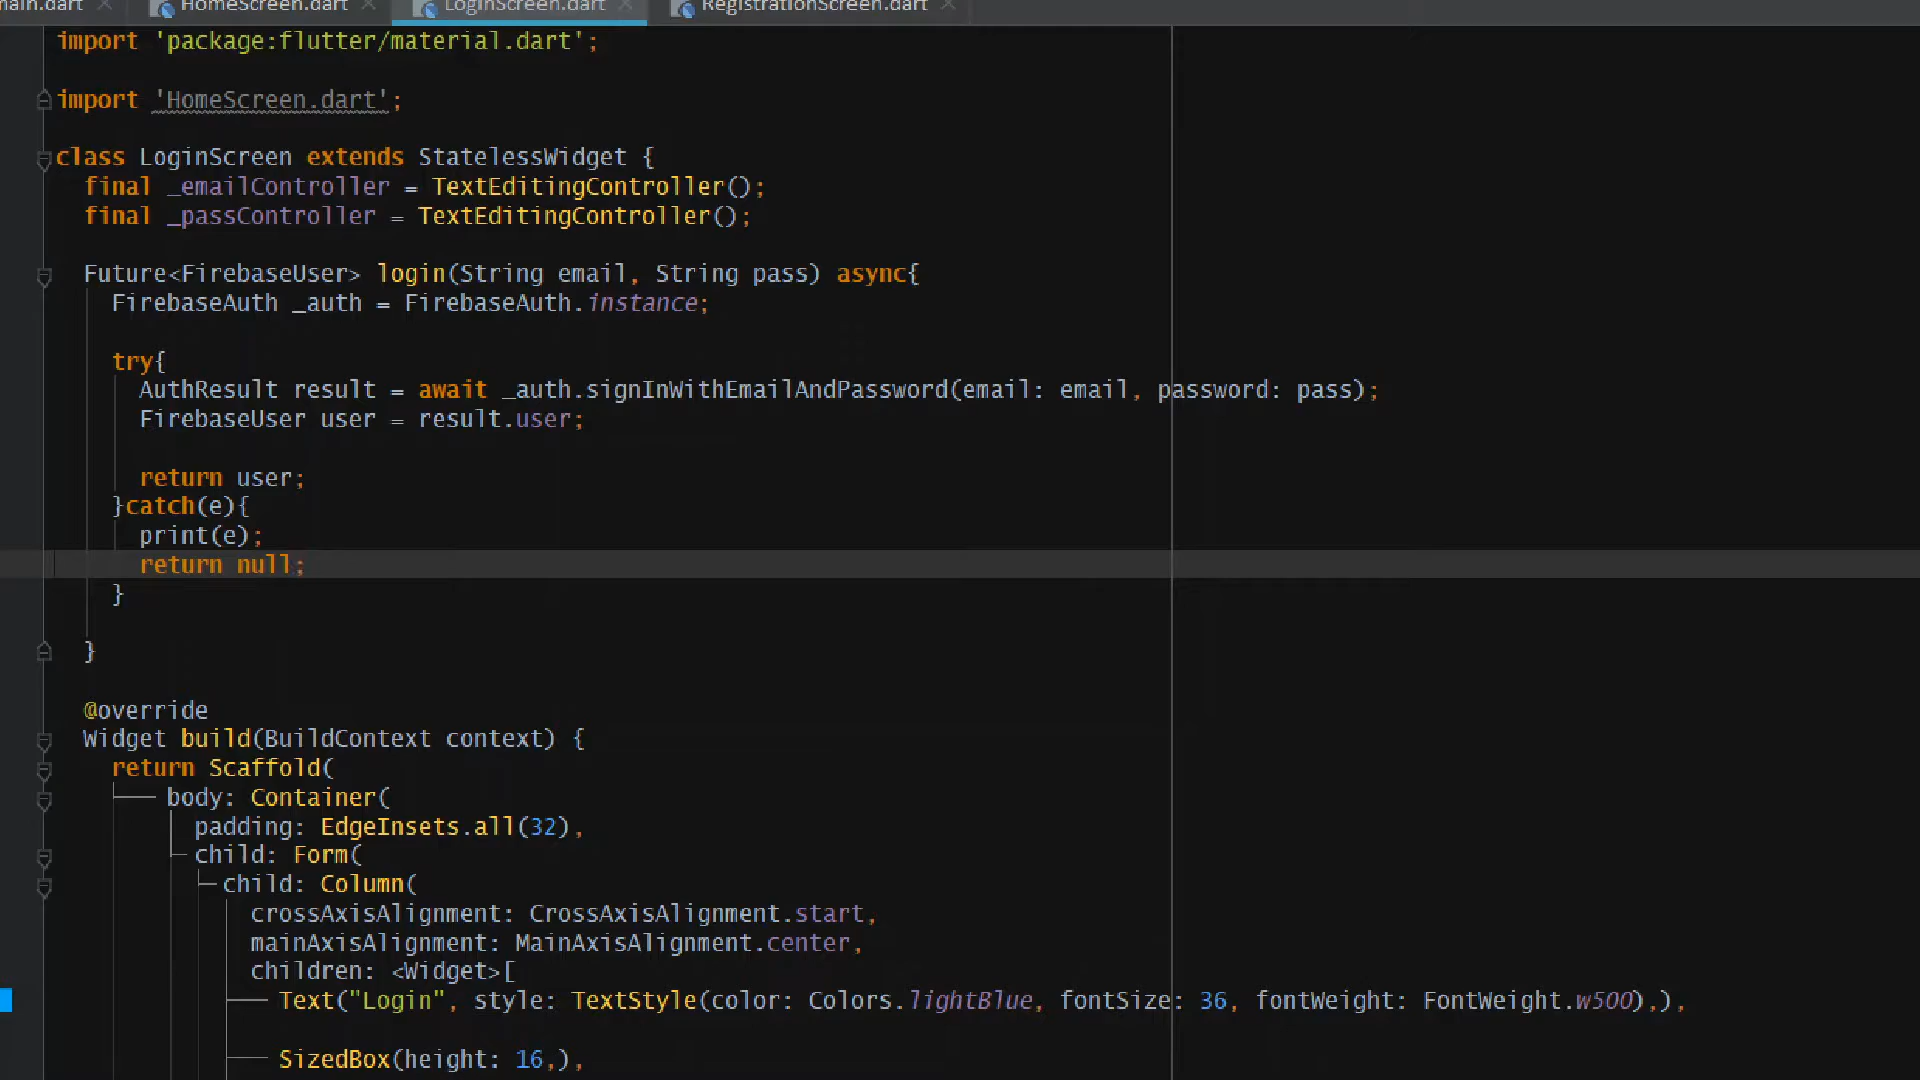 main.dart HomeScreen.dart LoginScreen.dart RegistrationScreen.dart
import 'package:flutter/material.dart';
import 'HomeScreen.dart';
class LoginScreen extends StatelessWidget {
final _emailController = TextEditingController();
final _passController = TextEditingController();
Future<FirebaseUser> login(String email, String pass) async{
FirebaseAuth _auth = FirebaseAuth.instance;
try{
AuthResult result = await _auth.signInWithEmailAndPassword(email: email, password: pass);
FirebaseUser user = result.user;
return user;
}catch(e){
print(e);
return null;
}
}
@override
Widget build(BuildContext context) {
return Scaffold(
body: Container(
padding: EdgeInsets.all(32),
child: Form(
child: Column(
crossAxisAlignment: CrossAxisAlignment.start,
mainAxisAlignment: MainAxisAlignment.center,
children: <Widget>[
Text("Login", style: TextStyle(color: Colors.lightBlue, fontSize: 36, fontWeight: FontWeight.w500),),
SizedBox(height: 16,),